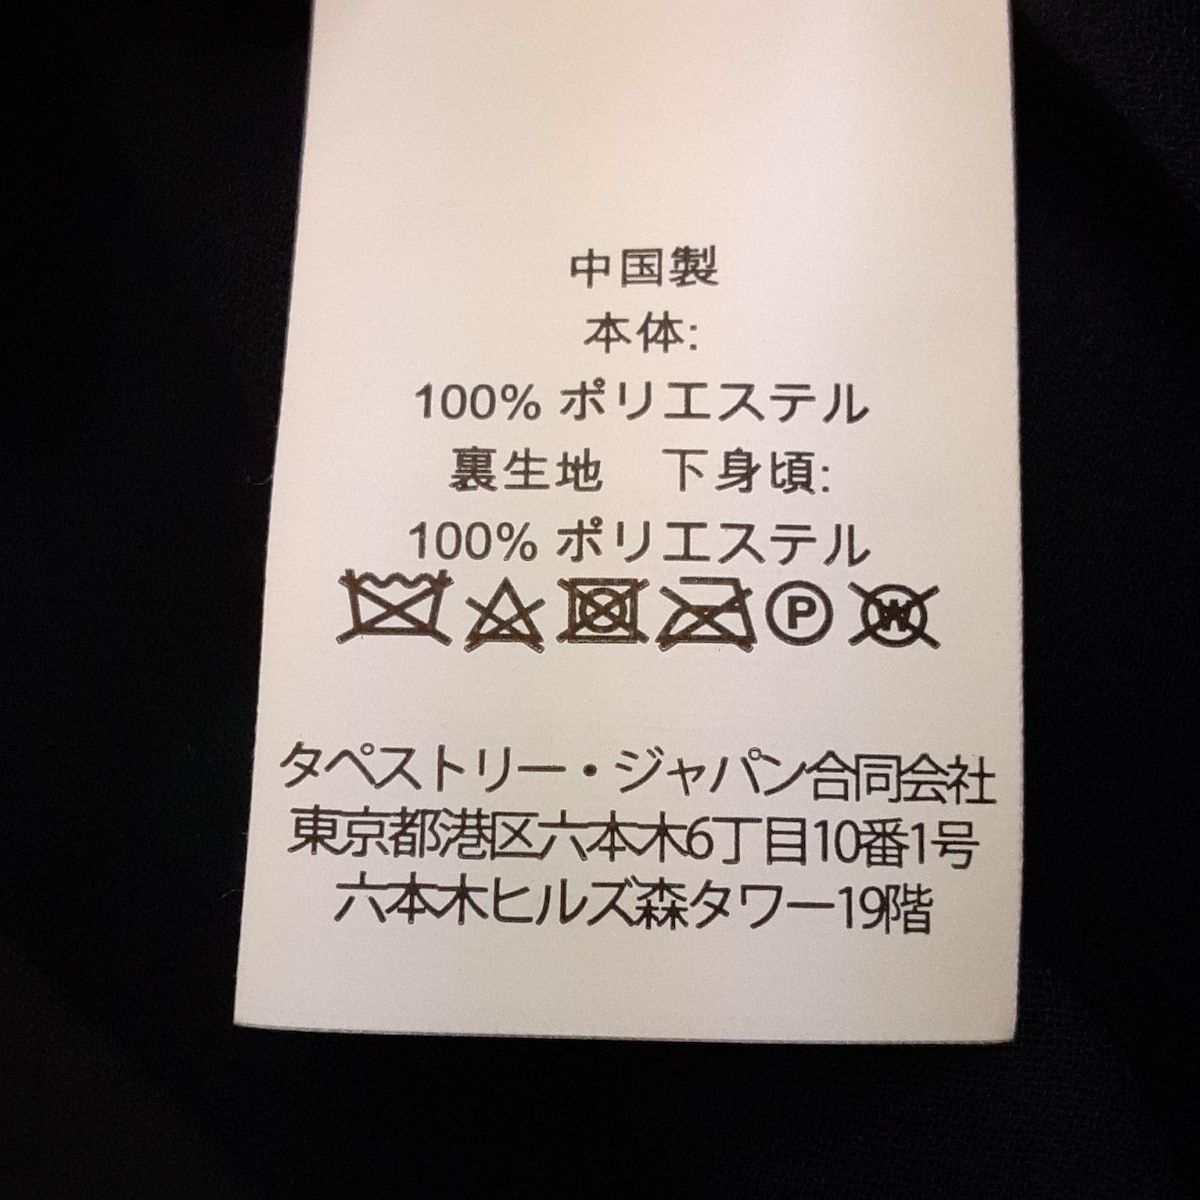 中国製
本体:
100% ポリエステル
裏生地　下身頃:
100% ポリエステル
P W
タペストリー・ジャパン合同会社
東京都港区六本木6丁目10番1号
六本木ヒルズ森タワー19階